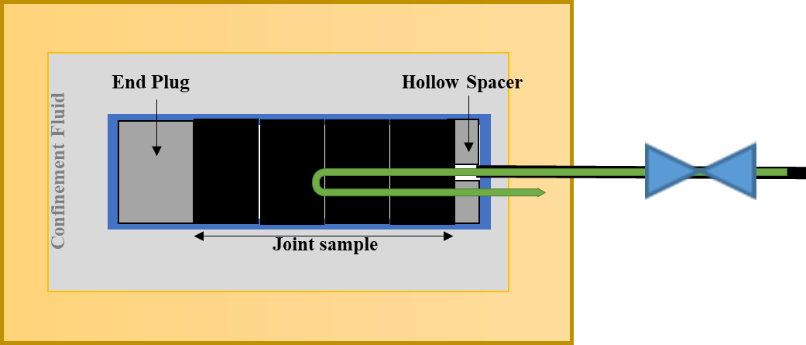 End Plug
Hollow Spacer
Confinement Fluid
Joint sample